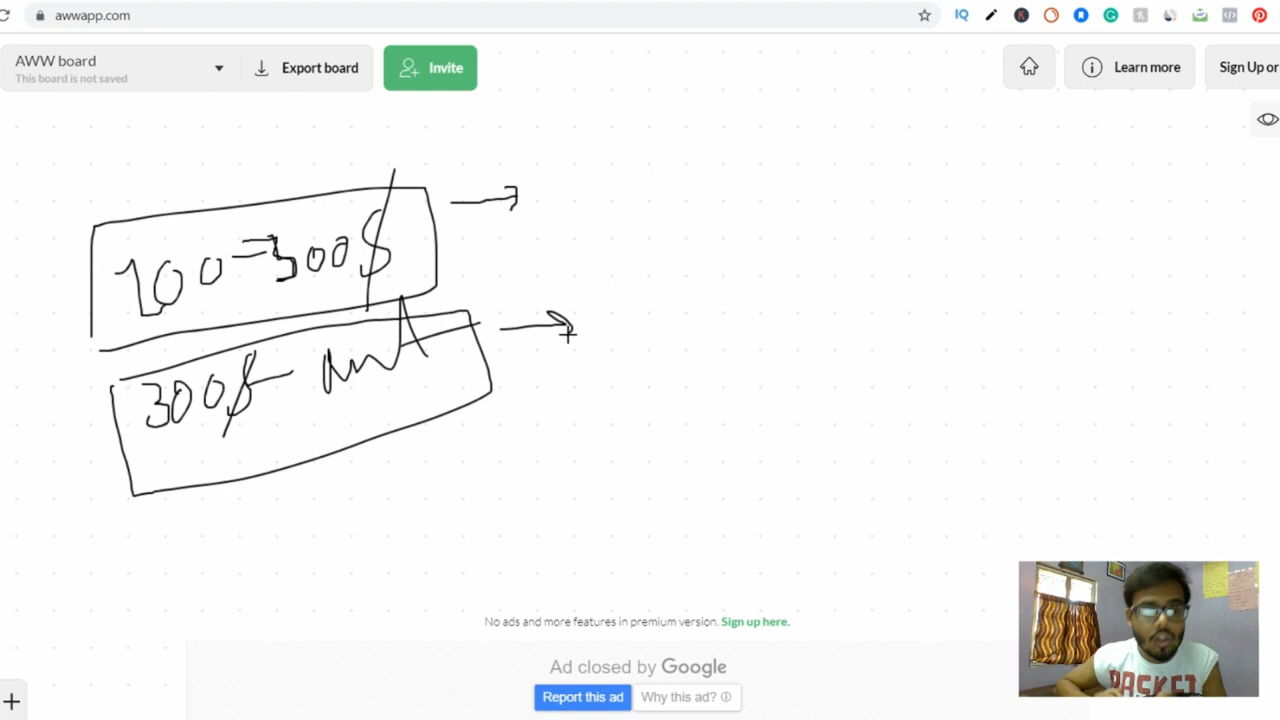 awwapp.com
IQ
AWW board
This board is not saved
Export board
Invite
Learn more
Sign Up or
100=300$
300$-
No ads and more features in premium version. Sign up here.
Ad closed by Google
Report this ad
Why this ad?